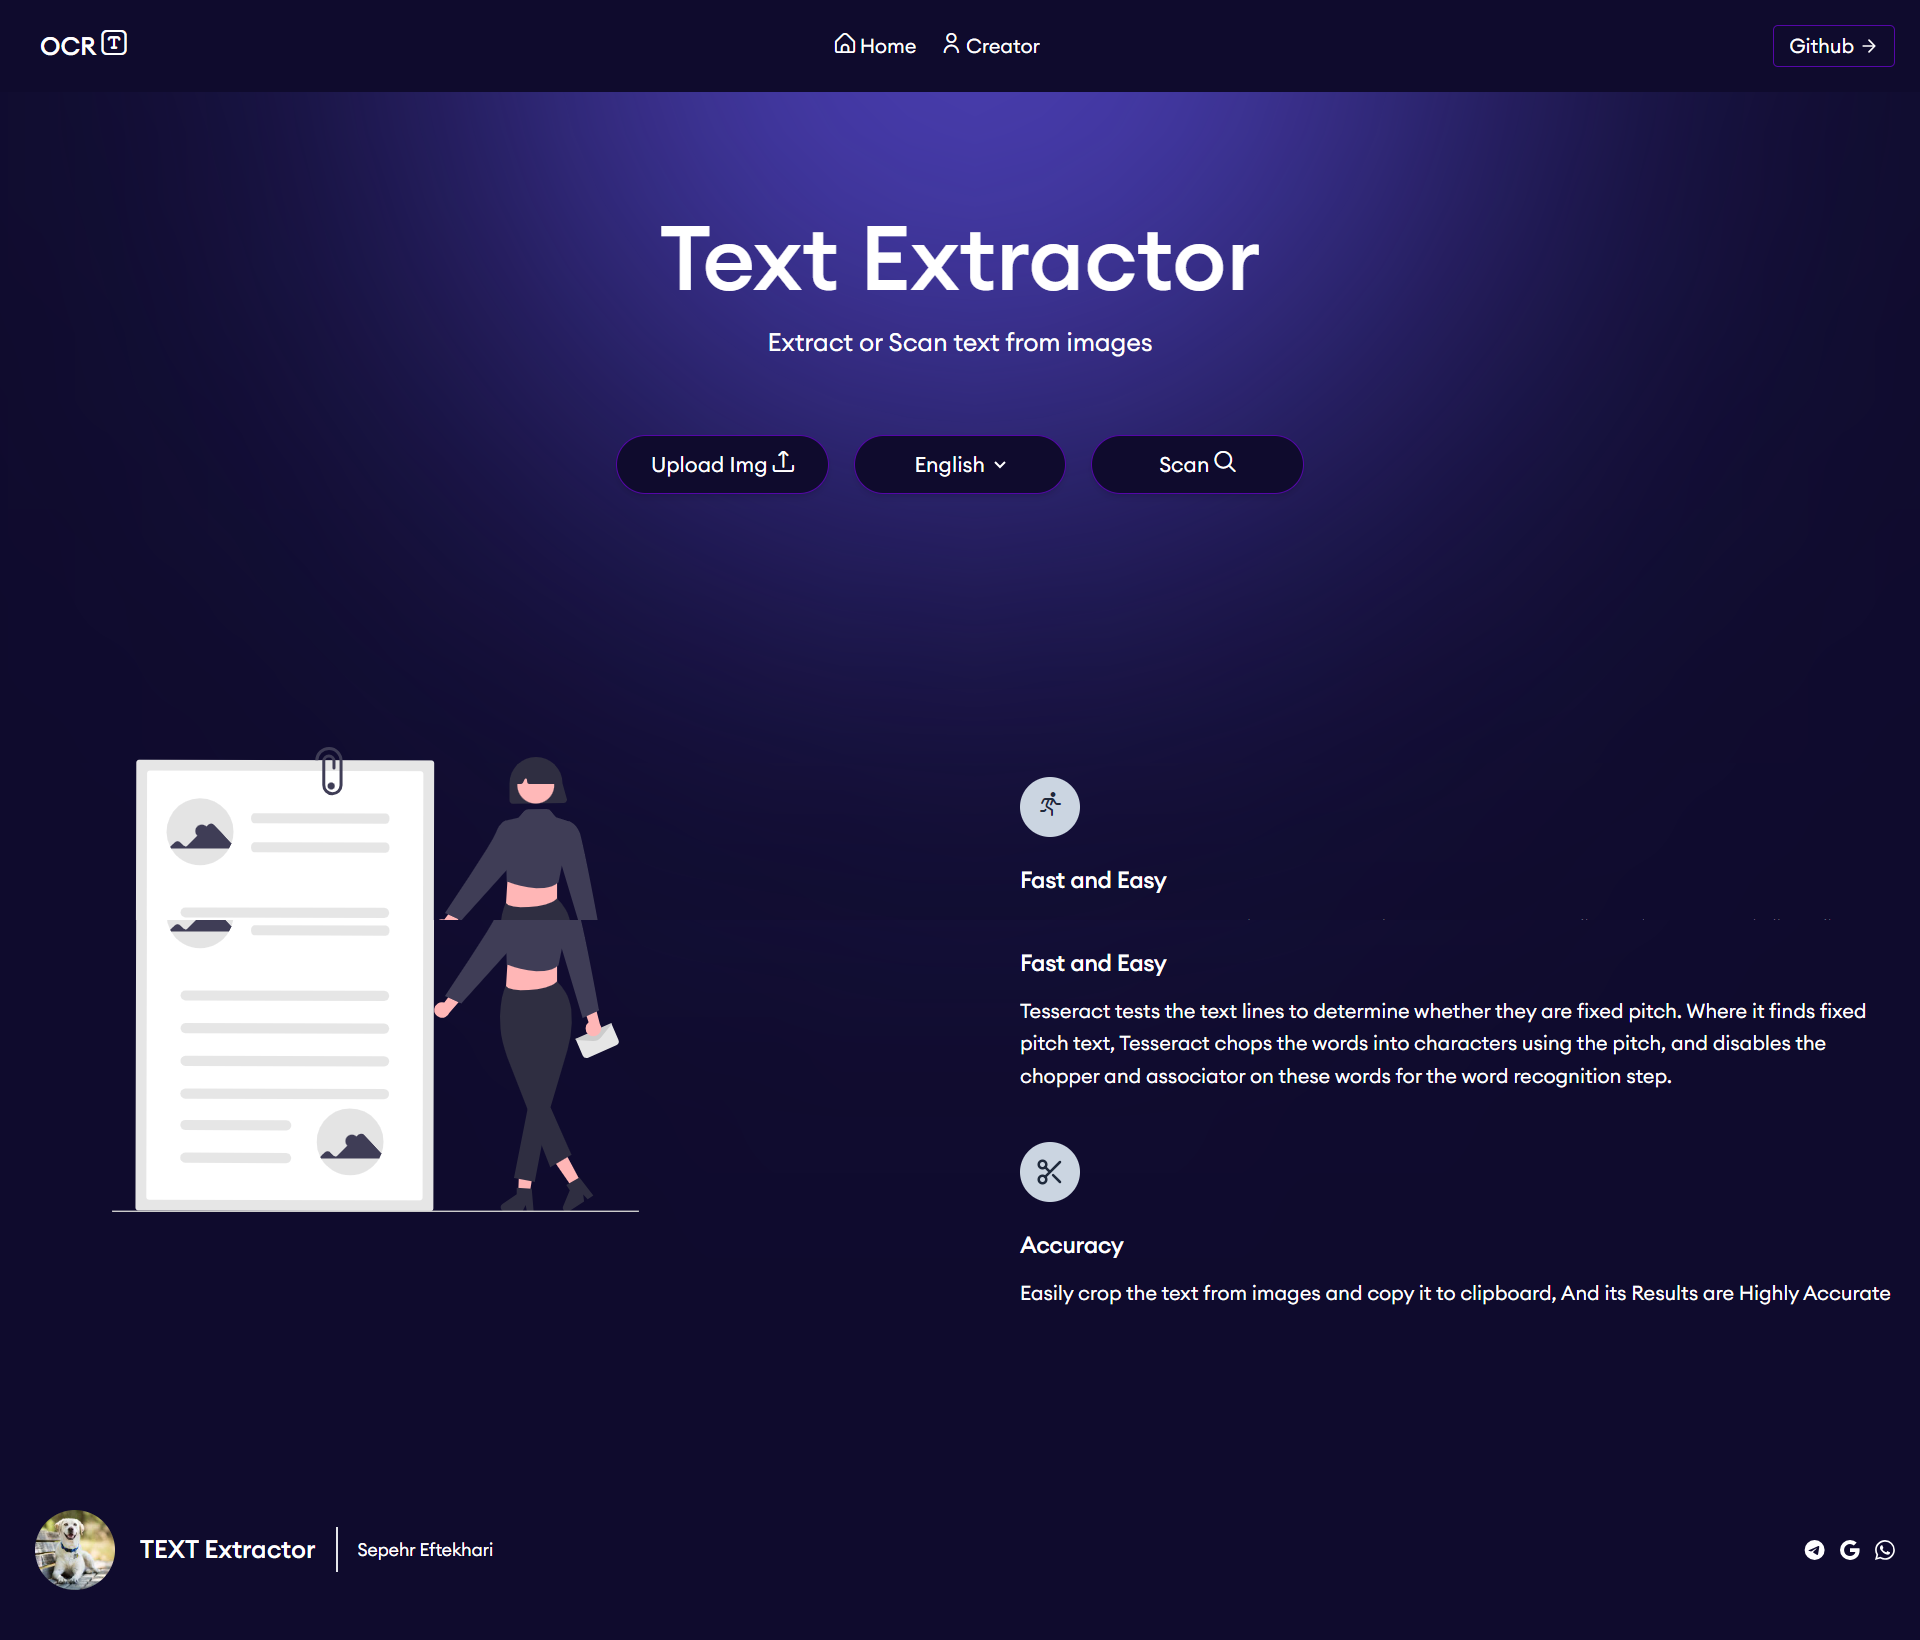 OCR T
Home
Creator
Github
Text Extractor
Extract or Scan text from images
Upload Img
English
Scan
Fast and Easy
Fast and Easy
Tesseract tests the text lines to determine whether they are fixed pitch. Where it finds fixed
pitch text, Tesseract chops the words into characters using the pitch, and disables the
chopper and associator on these words for the word recognition step.
Accuracy
Easily crop the text from images and copy it to clipboard, And its Results are Highly Accurate
TEXT Extractor
Sepehr Eftekhari